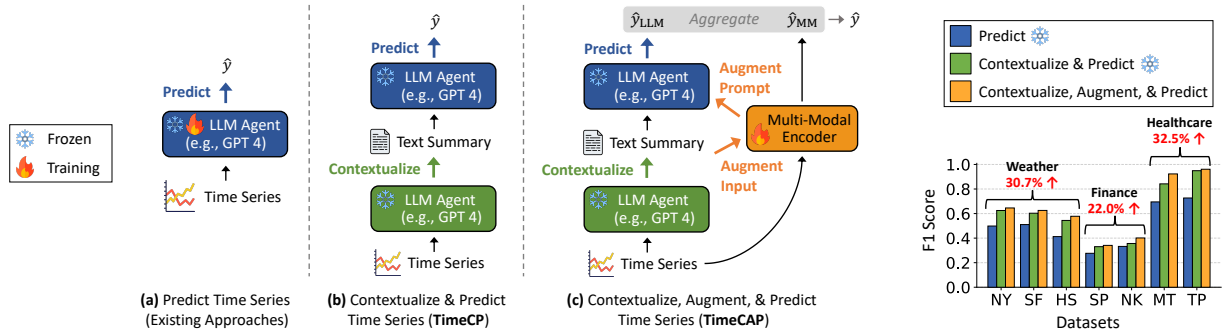 Frozen
Training
ŷ
Predict
LLM Agent
(e.g., GPT 4)
Time Series
(a) Predict Time Series
(Existing Approaches)
ŷ
Predict
LLM Agent
(e.g., GPT 4)
Text Summary
Contextualize
LLM Agent
(e.g., GPT 4)
Time Series
(b) Contextualize & Predict
Time Series (TimeCP)
ŷLLM Aggregate ŷMM → ŷ
Predict
LLM Agent
(e.g., GPT 4)
Augment
Prompt
Multi-Modal
Encoder
Text Summary
Contextualize
Augment
Input
LLM Agent
(e.g., GPT 4)
Time Series
(c) Contextualize, Augment, & Predict
Time Series (TimeCAP)
Predict
Contextualize & Predict
Contextualize, Augment, & Predict
Healthcare
32.5% ↑
Weather
30.7% ↑
Finance
22.0% ↑
F1 Score
1.0
0.8
0.6
0.4
0.2
0.0
NY SF HS SP NK MT TP
Datasets